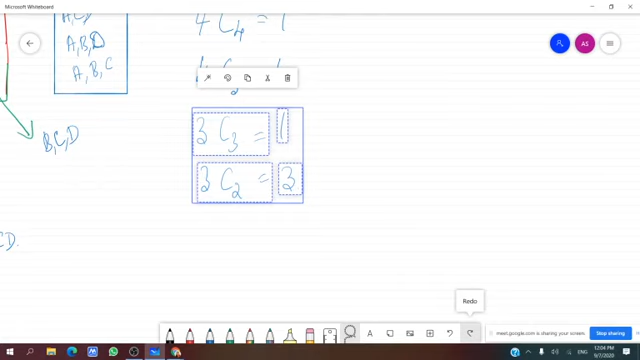 Microsoft Whiteboard
4 C₄ = 1
A, B, D
A, B, C
AS
B, C, D
3 C₃ = 1
3 C₂ = 3
CD.
Redo
meet.google.com is sharing your screen.
Stop sharing
ENG
12:04 PM
9/7/2020